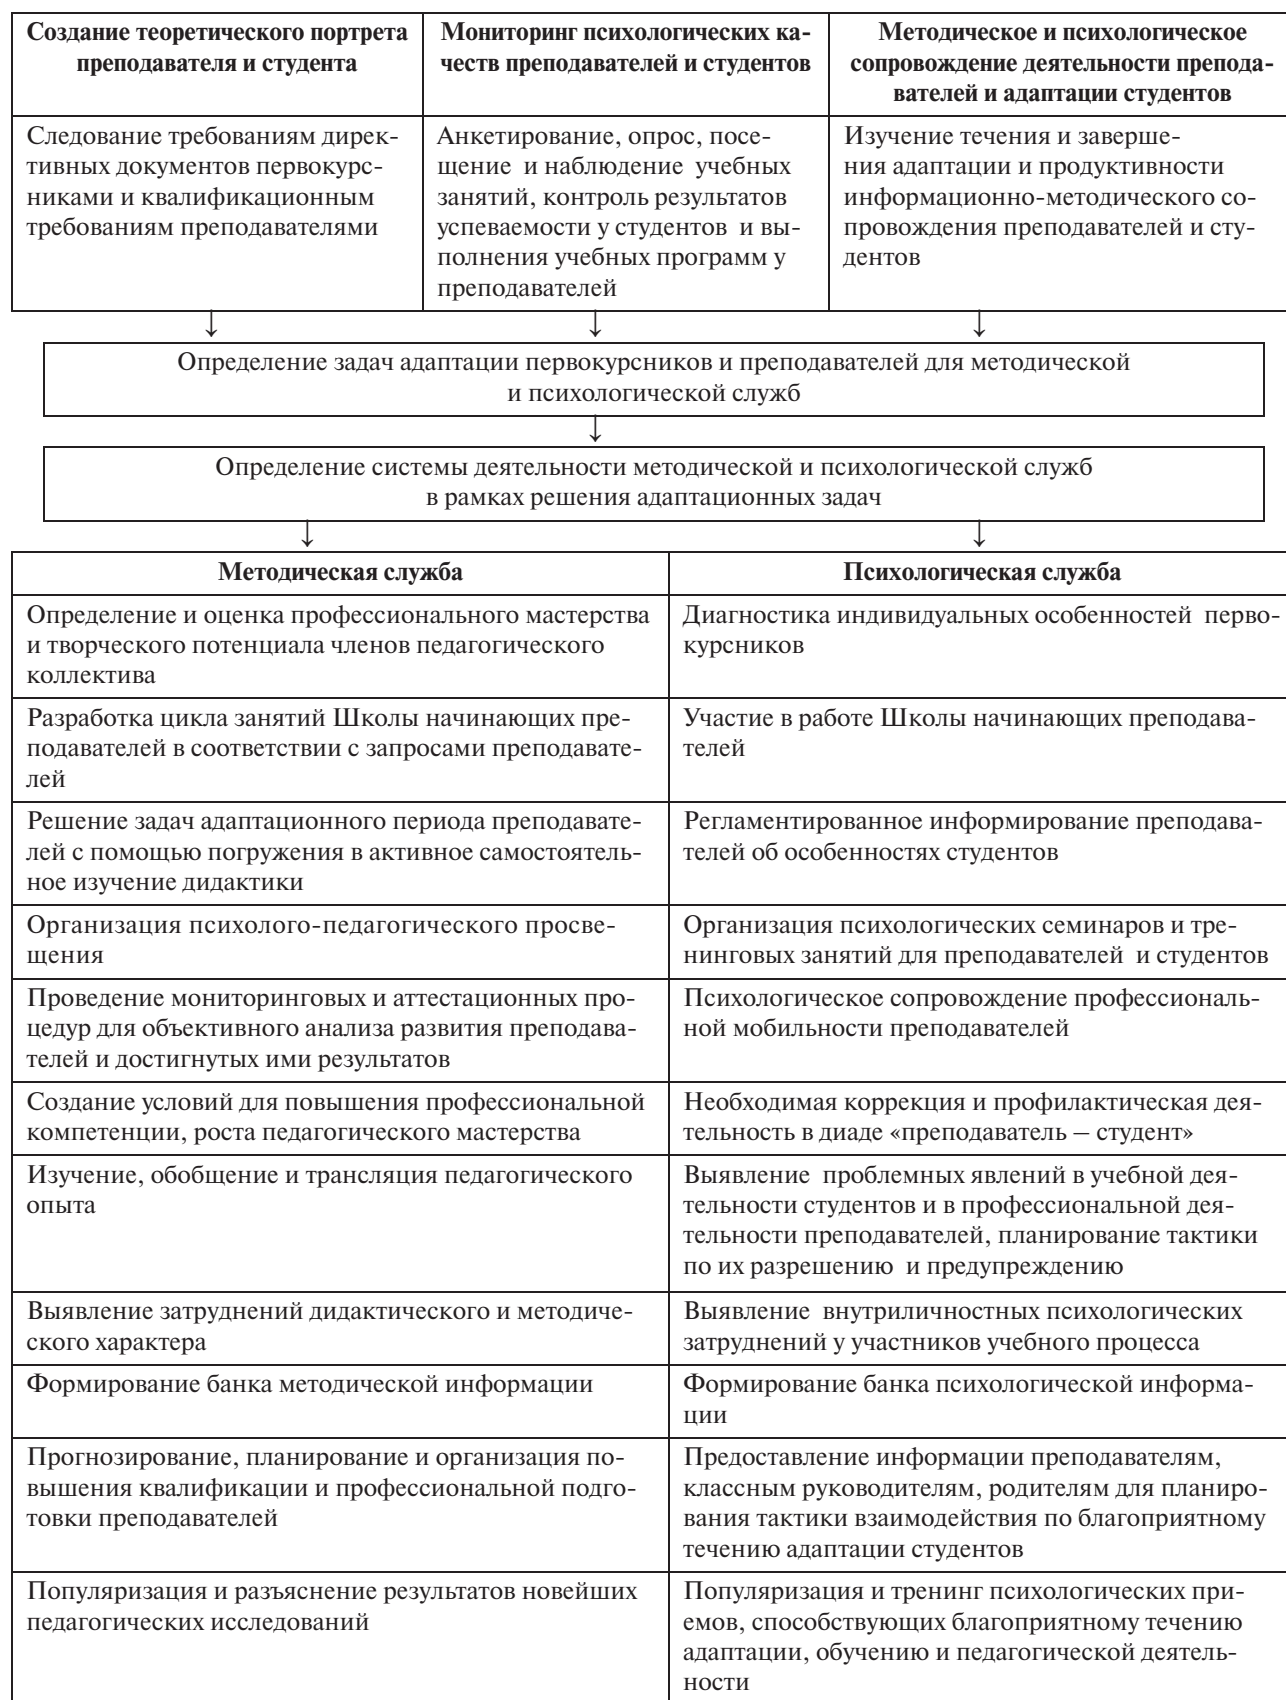 Создание теоретического портрета
преподавателя и студента
Мониторинг психологических ка-
честв преподавателей и студентов
Методическое и психологическое
сопровождение деятельности препода-
вателей и адаптации студентов
Следование требованиям дирек-
тивных документов первокурс-
никами и квалификационным
требованиям преподавателями
Анкетирование, опрос, посе-
щение и наблюдение учебных
занятий, контроль результатов
успеваемости у студентов и вы-
полнения учебных программ у
преподавателей
Изучение течения и заверше-
ния адаптации и продуктивности
информационно-методического со-
провождения преподавателей и сту-
дентов
↓ ↓ ↓
Определение задач адаптации первокурсников и преподавателей для методической
и психологической служб
↓
Определение системы деятельности методической и психологической служб
в рамках решения адаптационных задач
↓ ↓
Методическая служба
Психологическая служба
Определение и оценка профессионального мастерства
и творческого потенциала членов педагогического
коллектива
Диагностика индивидуальных особенностей перво-
курсников
Разработка цикла занятий Школы начинающих пре-
подавателей в соответствии с запросами преподавате-
лей
Участие в работе Школы начинающих преподава-
телей
Решение задач адаптационного периода преподавате-
лей с помощью погружения в активное самостоятель-
ное изучение дидактики
Регламентированное информирование преподава-
телей об особенностях студентов
Организация психолого-педагогического просве-
щения
Организация психологических семинаров и тре-
нинговых занятий для преподавателей и студентов
Проведение мониторинговых и аттестационных про-
цедур для объективного анализа развития преподава-
телей и достигнутых ими результатов
Психологическое сопровождение профессиональ-
ной мобильности преподавателей
Создание условий для повышения профессиональной
компетенции, роста педагогического мастерства
Необходимая коррекция и профилактическая дея-
тельность в диаде «преподаватель – студент»
Изучение, обобщение и трансляция педагогического
опыта
Выявление проблемных явлений в учебной дея-
тельности студентов и в профессиональной дея-
тельности преподавателей, планирование тактики
по их разрешению и предупреждению
Выявление затруднений дидактического и методиче-
ского характера
Выявление внутриличностных психологических
затруднений у участников учебного процесса
Формирование банка методической информации
Формирование банка психологической информа-
ции
Прогнозирование, планирование и организация по-
вышения квалификации и профессиональной подго-
товки преподавателей
Предоставление информации преподавателям,
классным руководителям, родителям для планиро-
вания тактики взаимодействия по благоприятному
течению адаптации студентов
Популяризация и разъяснение результатов новейших
педагогических исследований
Популяризация и тренинг психологических при-
емов, способствующих благоприятному течению
адаптации, обучению и педагогической деятель-
ности